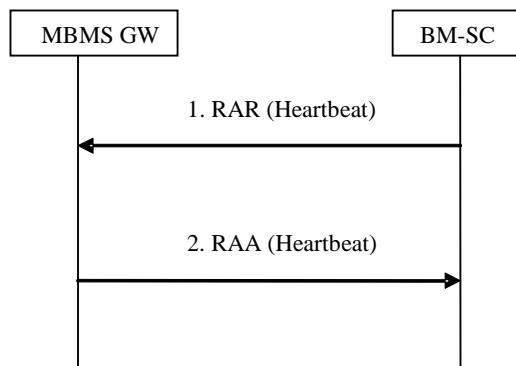 MBMS GW
BM-SC
1. RAR (Heartbeat)
2. RAA (Heartbeat)